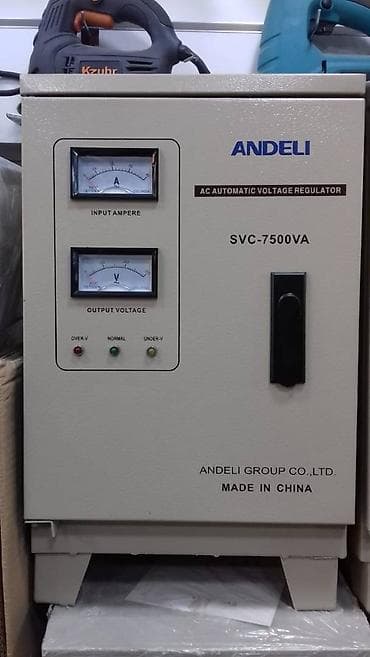 Kzubr
ANDELI
A
AC AUTOMATIC VOLTAGE REGULATOR
INPUT AMPERE
SVC-7500VA
V
OUTPUT VOLTAGE
OVER-V NORMAL UNDER-V
ANDELI GROUP CO.,LTD.
MADE IN CHINA